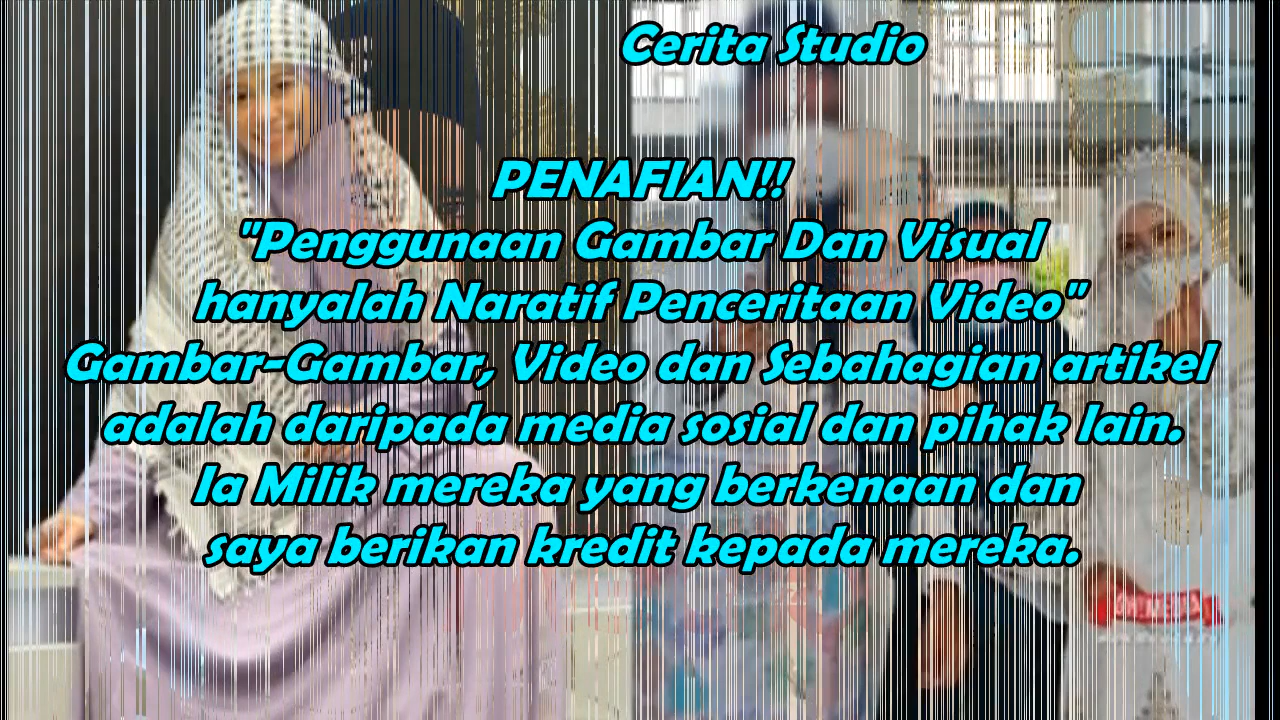 Cerita Studio
PENAFIAN!!
"Penggunaan Gambar Dan Visual
hanyalah Naratif Penceritaan Video"
Gambar-Gambar, Video dan Sebahagian artikel
adalah daripada media sosial dan pihak lain.
Ia Milik mereka yang berkenaan dan
saya berikan kredit kepada mereka.